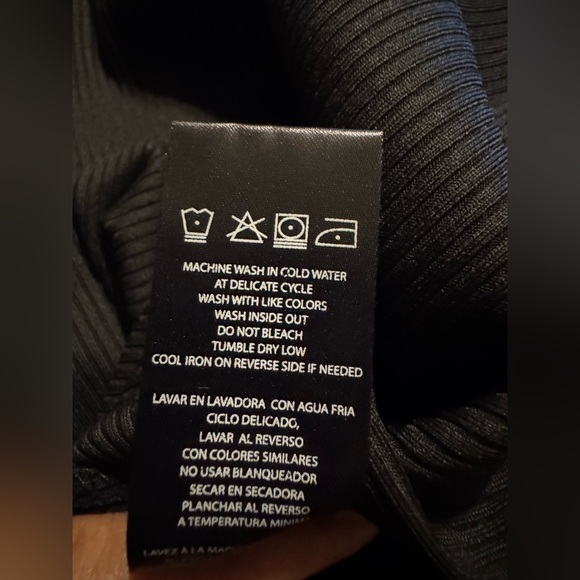 MACHINE WASH IN COLD WATER
AT DELICATE CYCLE
WASH WITH LIKE COLORS
WASH INSIDE OUT
DO NOT BLEACH
TUMBLE DRY LOW
COOL IRON ON REVERSE SIDE IF NEEDED
LAVAR EN LAVADORA CON AGUA FRIA
CICLO DELICADO,
LAVAR AL REVERSO
CON COLORES SIMILARES
NO USAR BLANQUEADOR
SECAR EN SECADORA
PLANCHAR AL REVERSO
A TEMPERATURA MINIMA
LAVEZ À LA